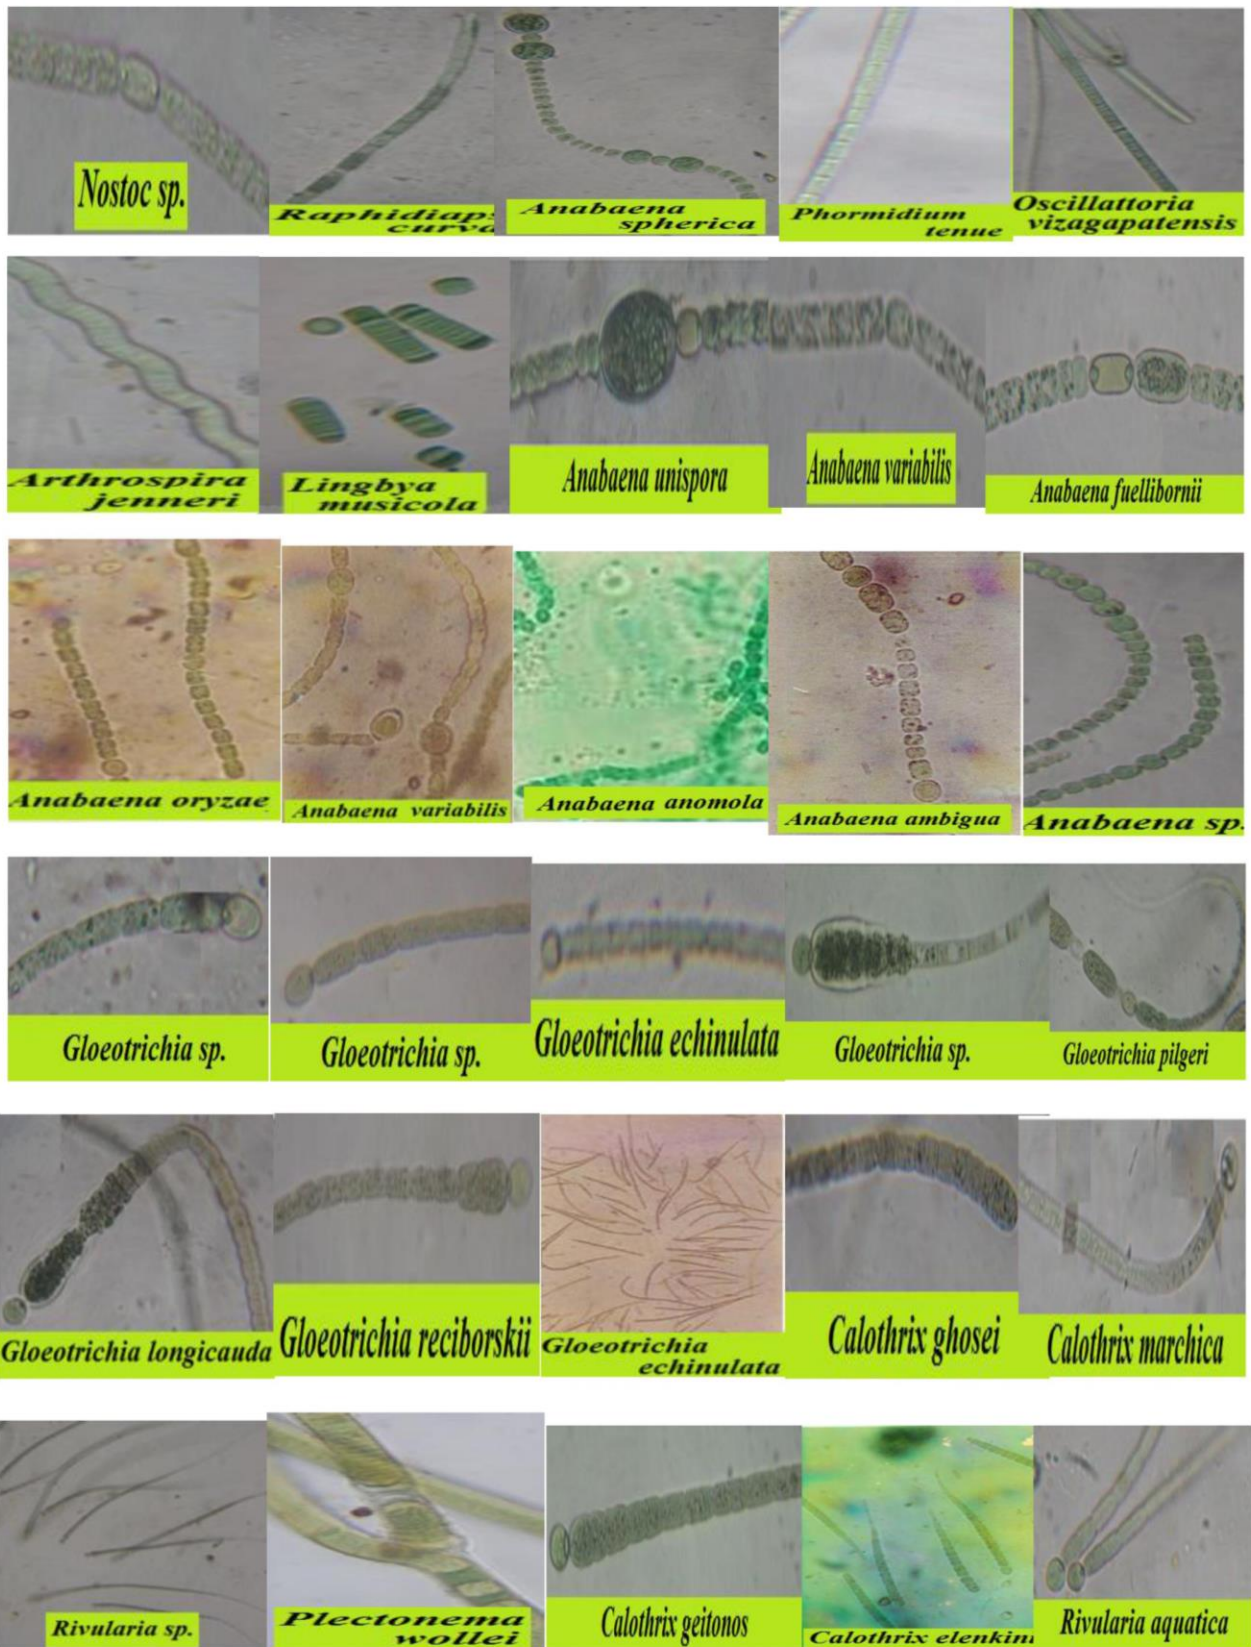 Nostoc sp.
Raphidiaps
curva
Anabaena
spherica
Phormidium
tenue
Oscillattoria
vizagapatensis
Arthrospira
jenneri
Lingbya
musicola
Anabaena unispora
Anabaena variabilis
Anabaena fuellibornii
Anabaena oryzae
Anabaena variabilis
Anabaena anomola
Anabaena ambigua
Anabaena sp.
Gloeotrichia sp.
Gloeotrichia sp.
Gloeotrichia echinulata
Gloeotrichia sp.
Gloeotrichia pilgeri
Gloeotrichia longicauda
Gloeotrichia reciborskii
Gloeotrichia
echinulata
Calothrix ghosei
Calothrix marchica
Rivularia sp.
Plectonema
wollei
Calothrix geitonos
Calothrix elenkini
Rivularia aquatica